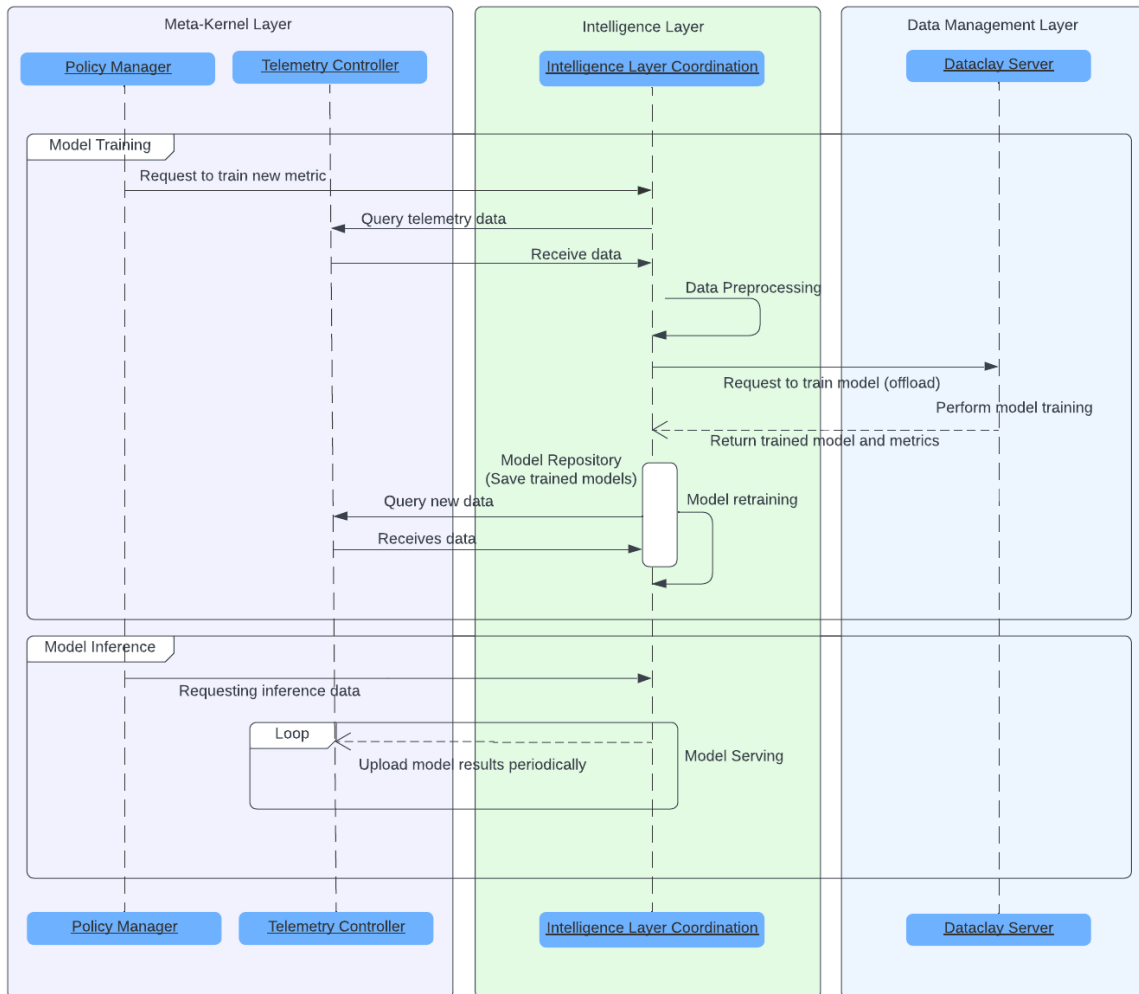 Meta-Kernel Layer
Intelligence Layer
Data Management Layer
Policy Manager
Telemetry Controller
Intelligence Layer Coordination
Dataclay Server
Model Training
Request to train new metric
Query telemetry data
Receive data
Data Preprocessing
Request to train model (offload)
Perform model training
Return trained model and metrics
Model Repository
(Save trained models)
Query new data
Model retraining
Receives data
Model Inference
Requesting inference data
Loop
Model Serving
Upload model results periodically
Policy Manager
Telemetry Controller
Intelligence Layer Coordination
Dataclay Server